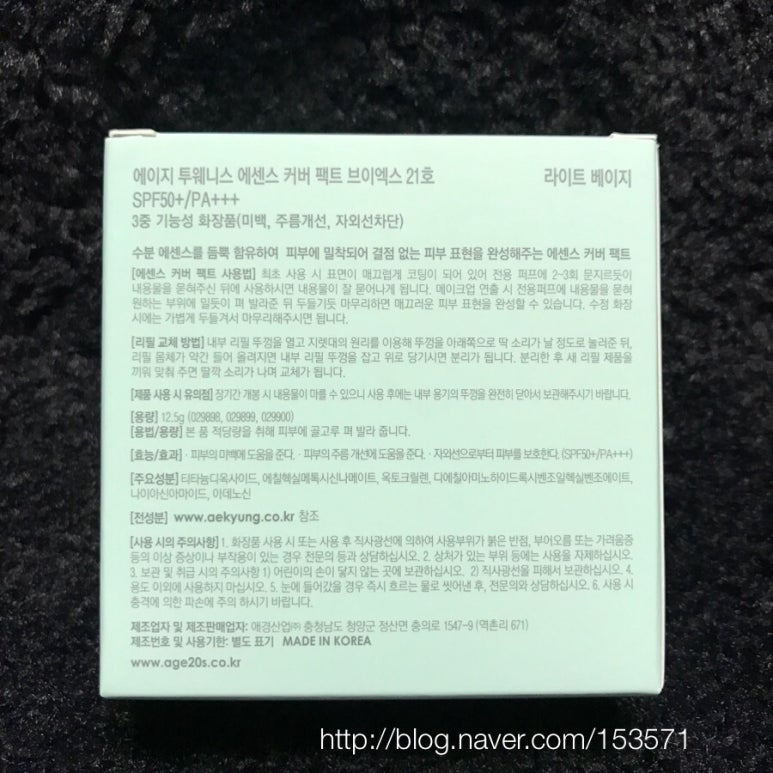 에이지 투웨니스 에센스 커버 팩트 브이엑스 21호 라이트 베이지
SPF50+/PA+++
3중 기능성 화장품(미백, 주름개선, 자외선차단)
수분 에센스를 듬뿍 함유하여 피부에 밀착되어 결점 없는 피부 표현을 완성해주는 에센스 커버 팩트
[에센스 커버 팩트 사용법] 최초 사용 시 표면이 매끄럽게 코팅이 되어 있어 전용 퍼프에 2~3회 문지르듯이
내용물을 묻혀주신 뒤에 사용하시면 내용물이 잘 묻어나게 됩니다. 메이크업 연출 시 전용퍼프에 내용물을 묻혀
원하는 부위에 밀듯이 펴 발라준 뒤 두들기듯 마무리하면 매끄러운 피부 표현을 완성할 수 있습니다. 수정 화장
시에는 가볍게 두들겨서 마무리해주시면 됩니다.
[리필 교체 방법] 내부 리필 뚜껑을 열고 지렛대의 원리를 이용해 뚜껑을 아래쪽으로 딱 소리가 날 정도로 눌러준 뒤,
리필 몸체가 약간 들어 올려지면 내부 리필 뚜껑을 잡고 위로 당기시면 분리가 됩니다. 분리한 후 새 리필 제품을
끼워 맞춰 주면 딸깍 소리가 나며 교체가 됩니다.
[제품 사용 시 유의점] 장기간 개봉 시 내용물이 마를 수 있으니 사용 후에는 내부 용기의 뚜껑을 완전히 닫아서 보관해주시기 바랍니다.
[용량] 12.5g (029898, 029899, 029900)
[용법/용량] 본 품 적당량을 취해 피부에 골고루 펴 발라 줍니다.
[효능/효과] · 피부의 미백에 도움을 준다. · 피부의 주름 개선에 도움을 준다. · 자외선으로부터 피부를 보호한다. (SPF50+/PA+++)
[주요성분] 티타늄디옥사이드, 에칠헥실메톡시신나메이트, 옥토크릴렌, 디에칠아미노하이드록시벤조일헥실벤조에이트,
나이아신아마이드, 아데노신
[전성분] www.aekyung.co.kr 참조
[사용 시의 주의사항] 1. 화장품 사용 시 또는 사용 후 직사광선에 의하여 사용부위가 붉은 반점, 부어오름 또는 가려움증
등의 이상 증상이나 부작용이 있는 경우 전문의 등과 상담하십시오. 2. 상처가 있는 부위 등에는 사용을 자제하십시오.
3. 보관 및 취급 시의 주의사항 1) 어린이의 손이 닿지 않는 곳에 보관하십시오. 2) 직사광선을 피해서 보관하십시오. 4.
용도 이외에 사용하지 마십시오. 5. 눈에 들어갔을 경우 즉시 흐르는 물로 씻어낸 후, 전문의와 상담하십시오. 6. 사용 시
충격에 의한 파손에 주의 하시기 바랍니다.
제조업자 및 제조판매업자: 애경산업㈜ 충청남도 청양군 정산면 충의로 1547-9 (역촌리 671)
제조번호 및 사용기한: 별도 표기 MADE IN KOREA
www.age20s.co.kr
http://blog.naver.com/153571